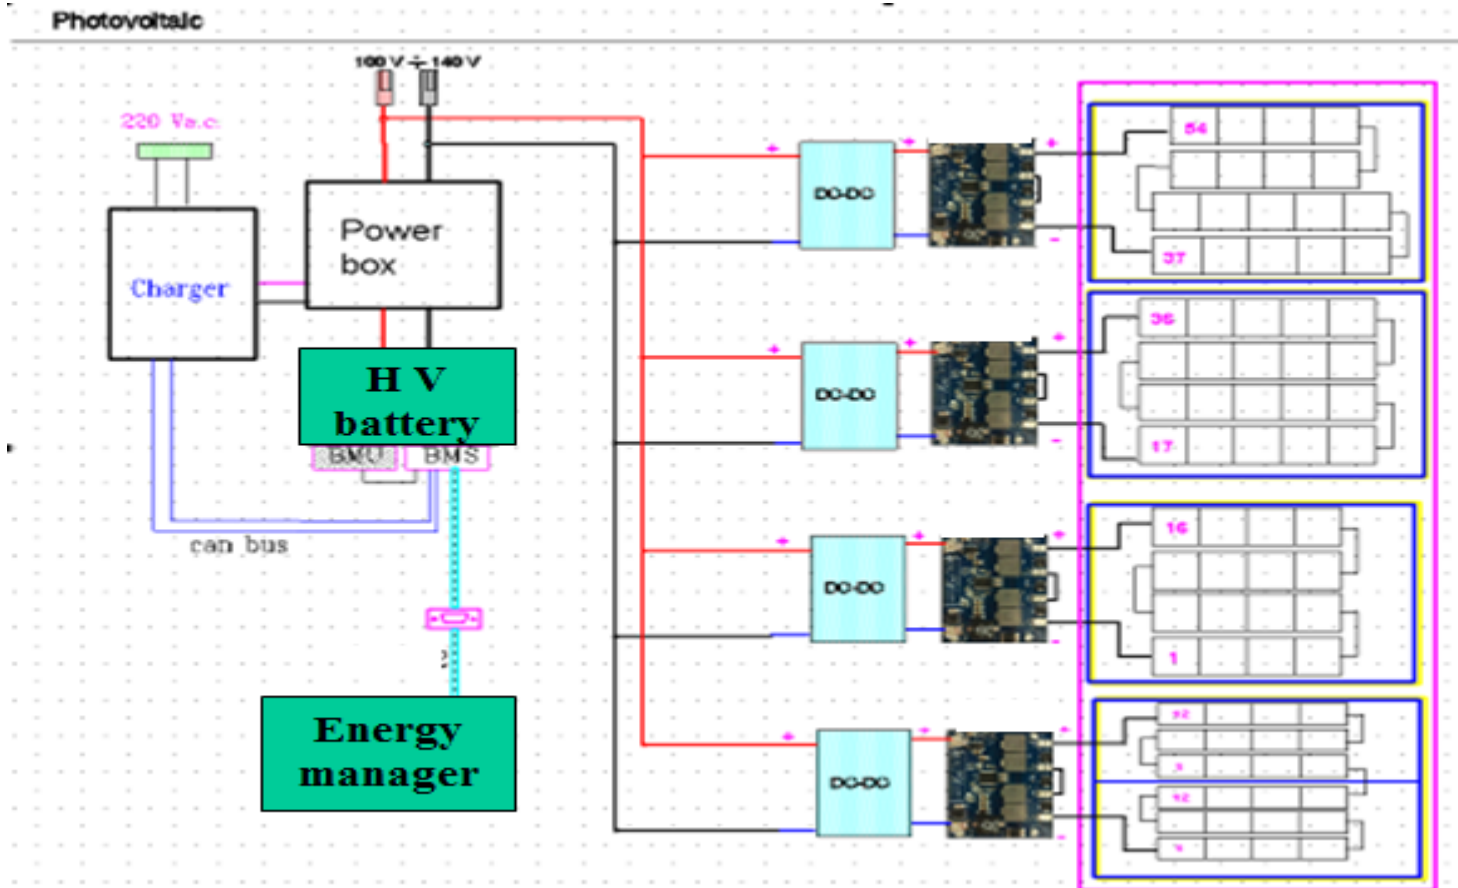 Photovoltaic
100 V ÷ 140 V
220 Va.c.
Power
box
Charger
H V
battery
BMU BMS
can bus
Energy
manager
+ DC-DC + + -
54
37
+ DC-DC + + -
36
17
+ DC-DC + + -
16
1
+ DC-DC + + -